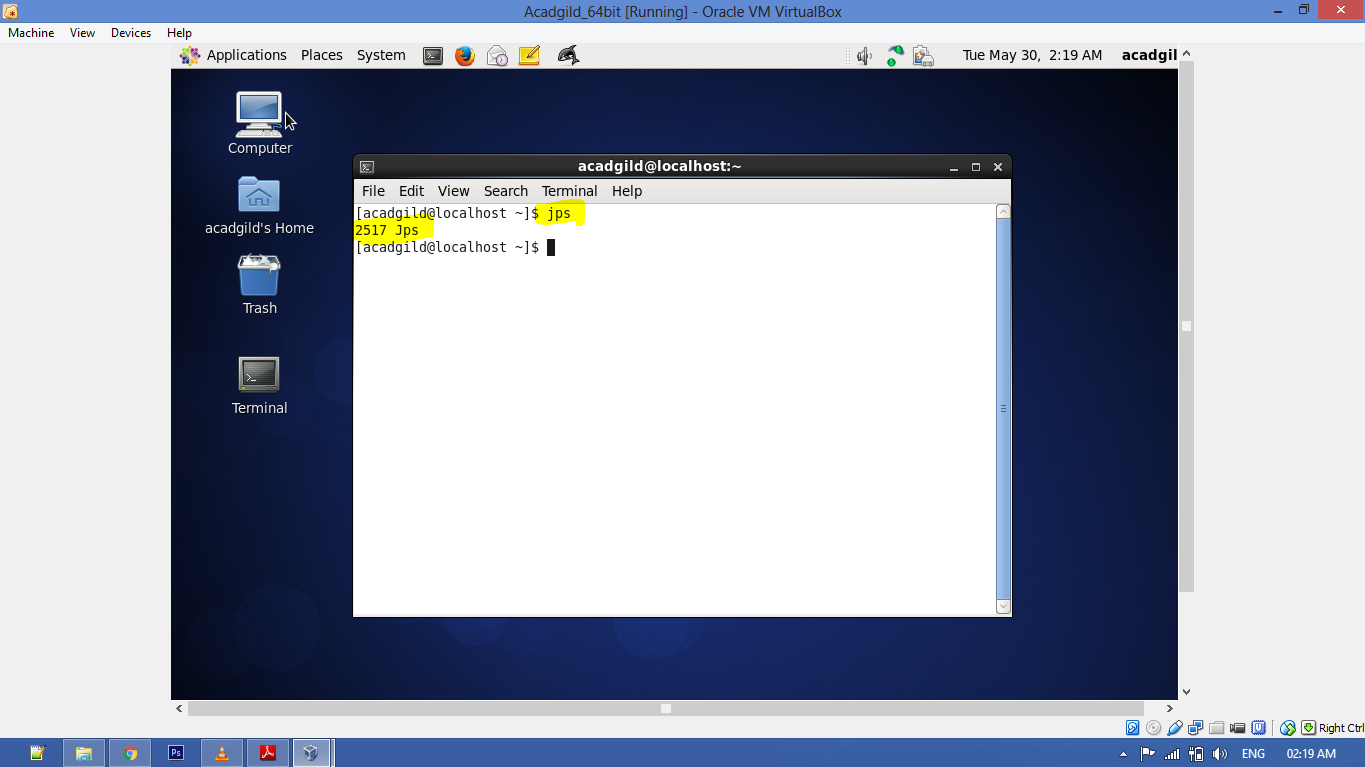 Acadgild_64bit [Running] - Oracle VM VirtualBox
Machine View Devices Help
Applications Places System Tue May 30, 2:19 AM acadgil
Computer
acadgild@localhost:~
File Edit View Search Terminal Help
[acadgild@localhost ~]$ jps
2517 Jps
[acadgild@localhost ~]$
acadgild's Home
Trash
Terminal
Right Ctrl
Ps
ENG 02:19 AM